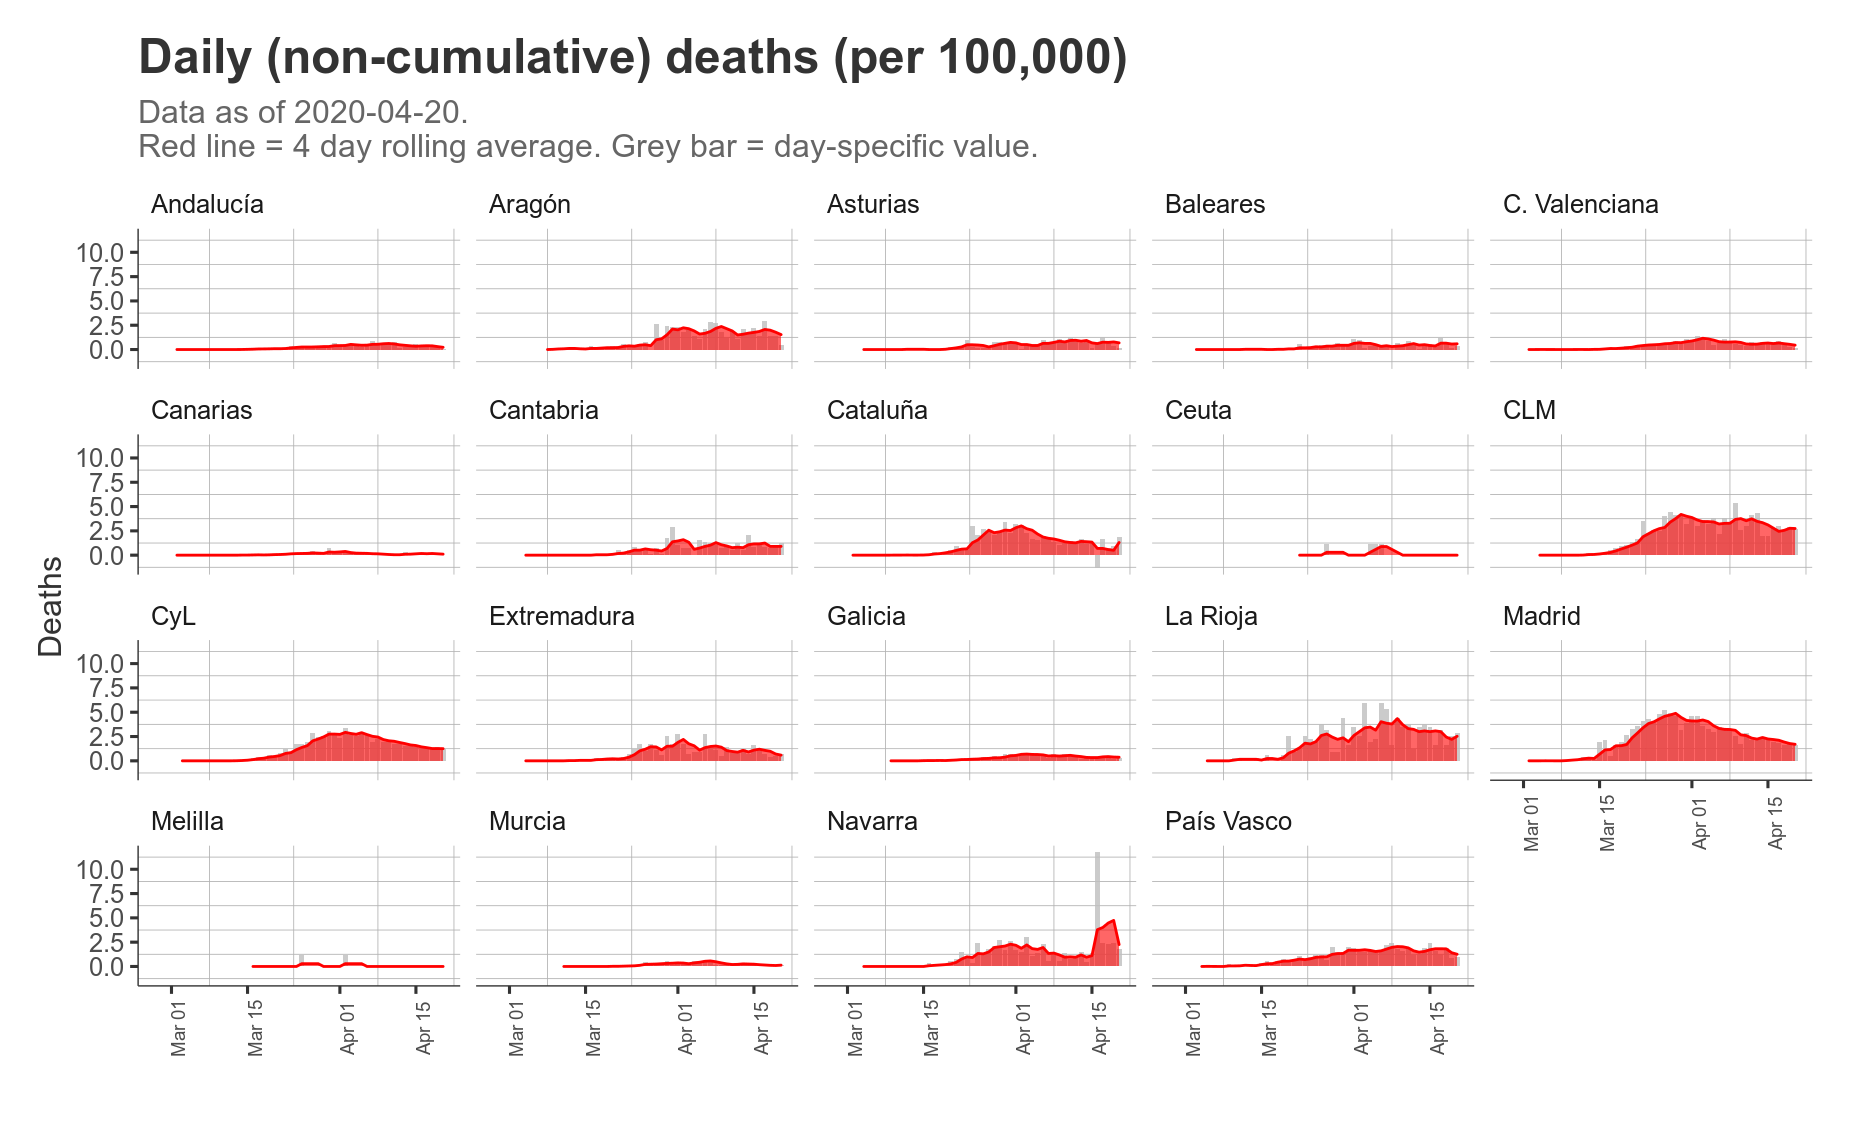 Daily (non-cumulative) deaths (per 100,000)
Data as of 2020-04-20.
Red line = 4 day rolling average. Grey bar = day-specific value.
Andalucía Aragón Asturias Baleares C. Valenciana
10.0
7.5
5.0
2.5
0.0
Canarias Cantabria Cataluña Ceuta CLM
10.0
7.5
5.0
2.5
0.0
Deaths
CyL Extremadura Galicia La Rioja Madrid
10.0
7.5
5.0
2.5
0.0
Mar 01 Mar 15 Apr 01 Apr 15
Melilla Murcia Navarra País Vasco
10.0
7.5
5.0
2.5
0.0
Mar 01 Mar 15 Apr 01 Apr 15 Mar 01 Mar 15 Apr 01 Apr 15 Mar 01 Mar 15 Apr 01 Apr 15 Mar 01 Mar 15 Apr 01 Apr 15